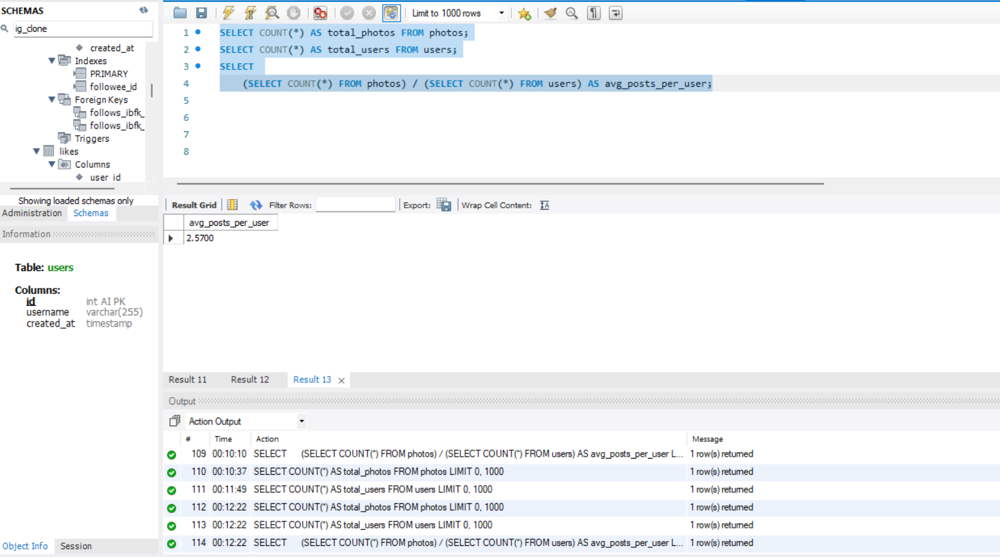 SCHEMAS
ig_clone
created_at
Indexes
PRIMARY
followee_id
Foreign Keys
follows_ibfk_
follows_ibfk_
Triggers
likes
Columns
user_id
Showing loaded schemas only
Administration Schemas
Information
Table: users
Columns:
id int AI PK
username varchar(255)
created_at timestamp
Object Info Session
Limit to 1000 rows
1 SELECT COUNT(*) AS total_photos FROM photos;
2 SELECT COUNT(*) AS total_users FROM users;
3 SELECT
4 (SELECT COUNT(*) FROM photos) / (SELECT COUNT(*) FROM users) AS avg_posts_per_user;
5
6
7
8
Result Grid Filter Rows: Export: Wrap Cell Content: IA
avg_posts_per_user
2.5700
Result 11 Result 12 Result 13
Output
Action Output
# Time Action Message
109 00:10:10 SELECT (SELECT COUNT(*) FROM photos) / (SELECT COUNT(*) FROM users) AS avg_posts_per_user L... 1 row(s) returned
110 00:10:37 SELECT COUNT(*) AS total_photos FROM photos LIMIT 0, 1000 1 row(s) returned
111 00:11:49 SELECT COUNT(*) AS total_users FROM users LIMIT 0, 1000 1 row(s) returned
112 00:12:22 SELECT COUNT(*) AS total_photos FROM photos LIMIT 0, 1000 1 row(s) returned
113 00:12:22 SELECT COUNT(*) AS total_users FROM users LIMIT 0, 1000 1 row(s) returned
114 00:12:22 SELECT (SELECT COUNT(*) FROM photos) / (SELECT COUNT(*) FROM users) AS avg_posts_per_user L... 1 row(s) returned